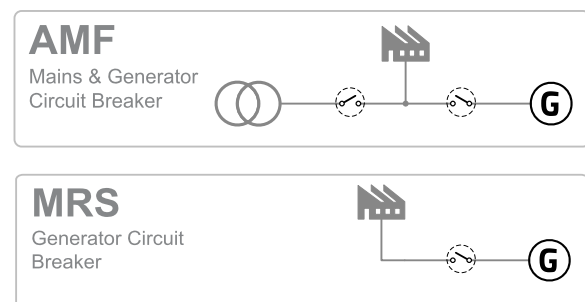 AMF
Mains & Generator
Circuit Breaker
G
MRS
Generator Circuit
Breaker
G